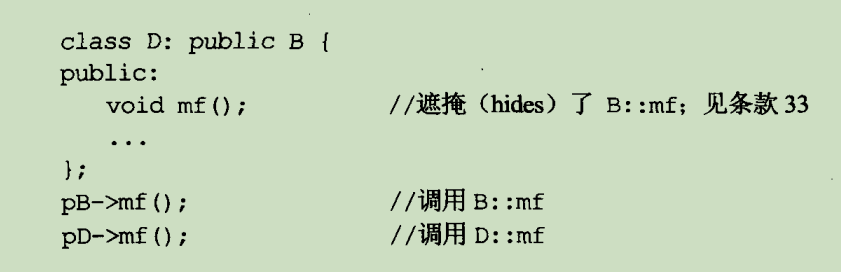 class D: public B {
public:
void mf(); //遮掩（hides）了 B::mf；见条款 33
...
};
pB->mf(); //调用 B::mf
pD->mf(); //调用 D::mf